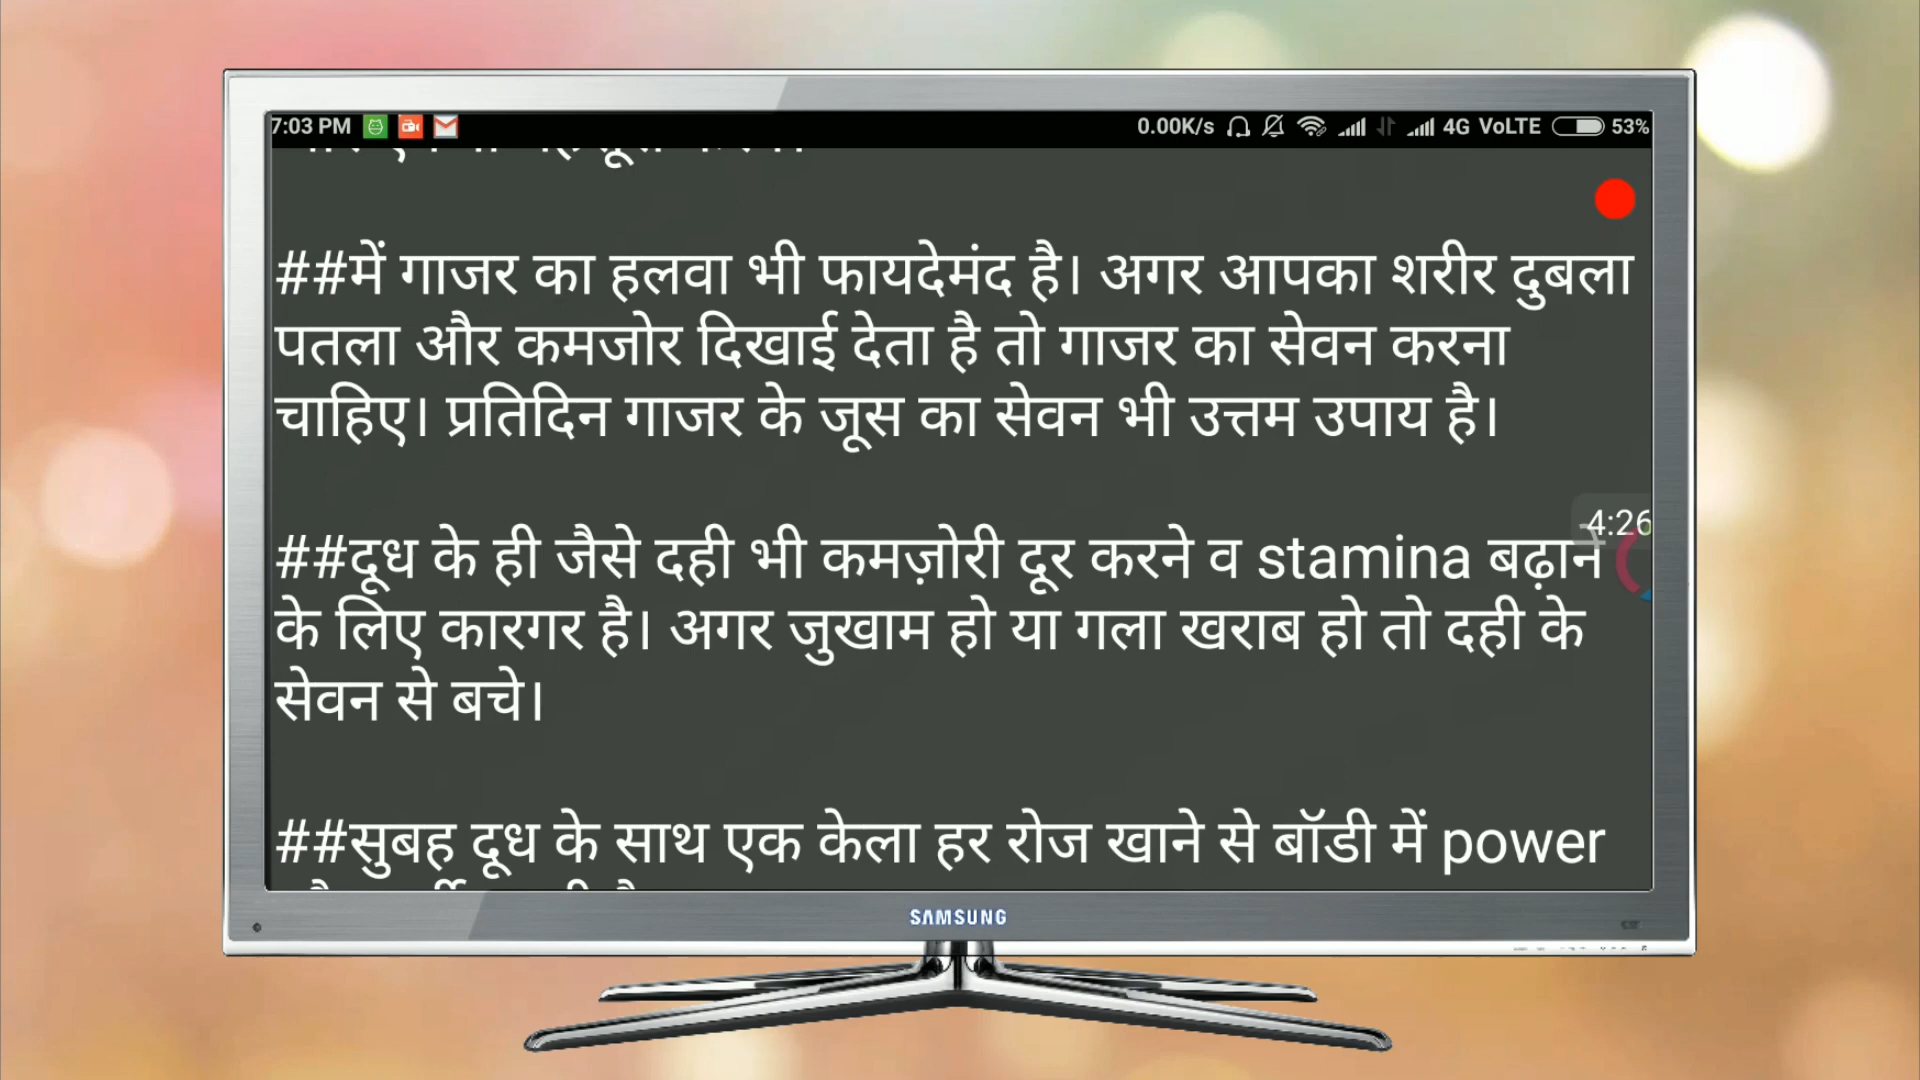 7:03 PM 0.00K/s 4G VoLTE 53%
##में गाजर का हलवा भी फायदेमंद है। अगर आपका शरीर दुबला
पतला और कमजोर दिखाई देता है तो गाजर का सेवन करना
चाहिए। प्रतिदिन गाजर के जूस का सेवन भी उत्तम उपाय है।
4:26
##दूध के ही जैसे दही भी कमज़ोरी दूर करने व stamina बढ़ाने
के लिए कारगर है। अगर जुखाम हो या गला खराब हो तो दही के
सेवन से बचे।
##सुबह दूध के साथ एक केला हर रोज खाने से बॉडी में power
SAMSUNG